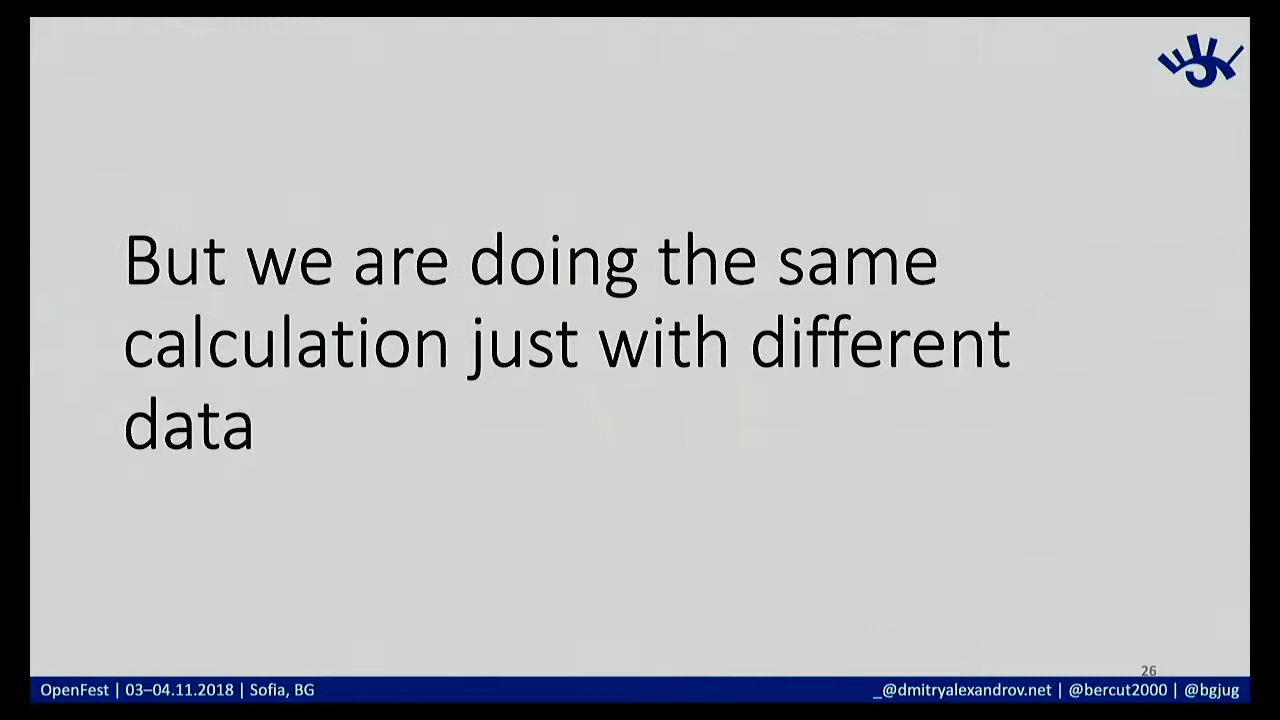 But we are doing the same
calculation just with different
data
26
OpenFest | 03–04.11.2018 | Sofia, BG
_@dmitryalexandrov.net | @bercut2000 | @bgjug